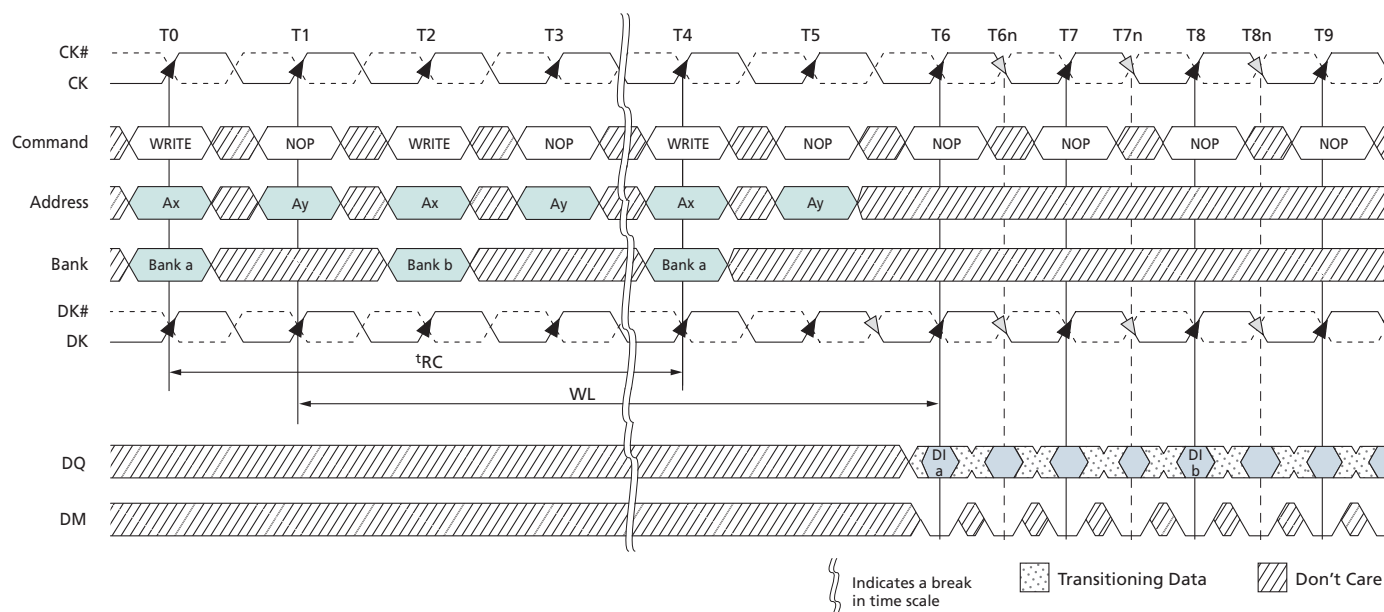 T0 T1 T2 T3 T4 T5 T6 T6n T7 T7n T8 T8n T9
CK#
CK
Command WRITE NOP WRITE NOP WRITE NOP NOP NOP NOP NOP
Address Ax Ay Ax Ay Ax Ay
Bank Bank a Bank b Bank a
DK#
DK
tRC
WL
DQ DI a DI b
DM
Indicates a break in time scale
Transitioning Data
Don't Care